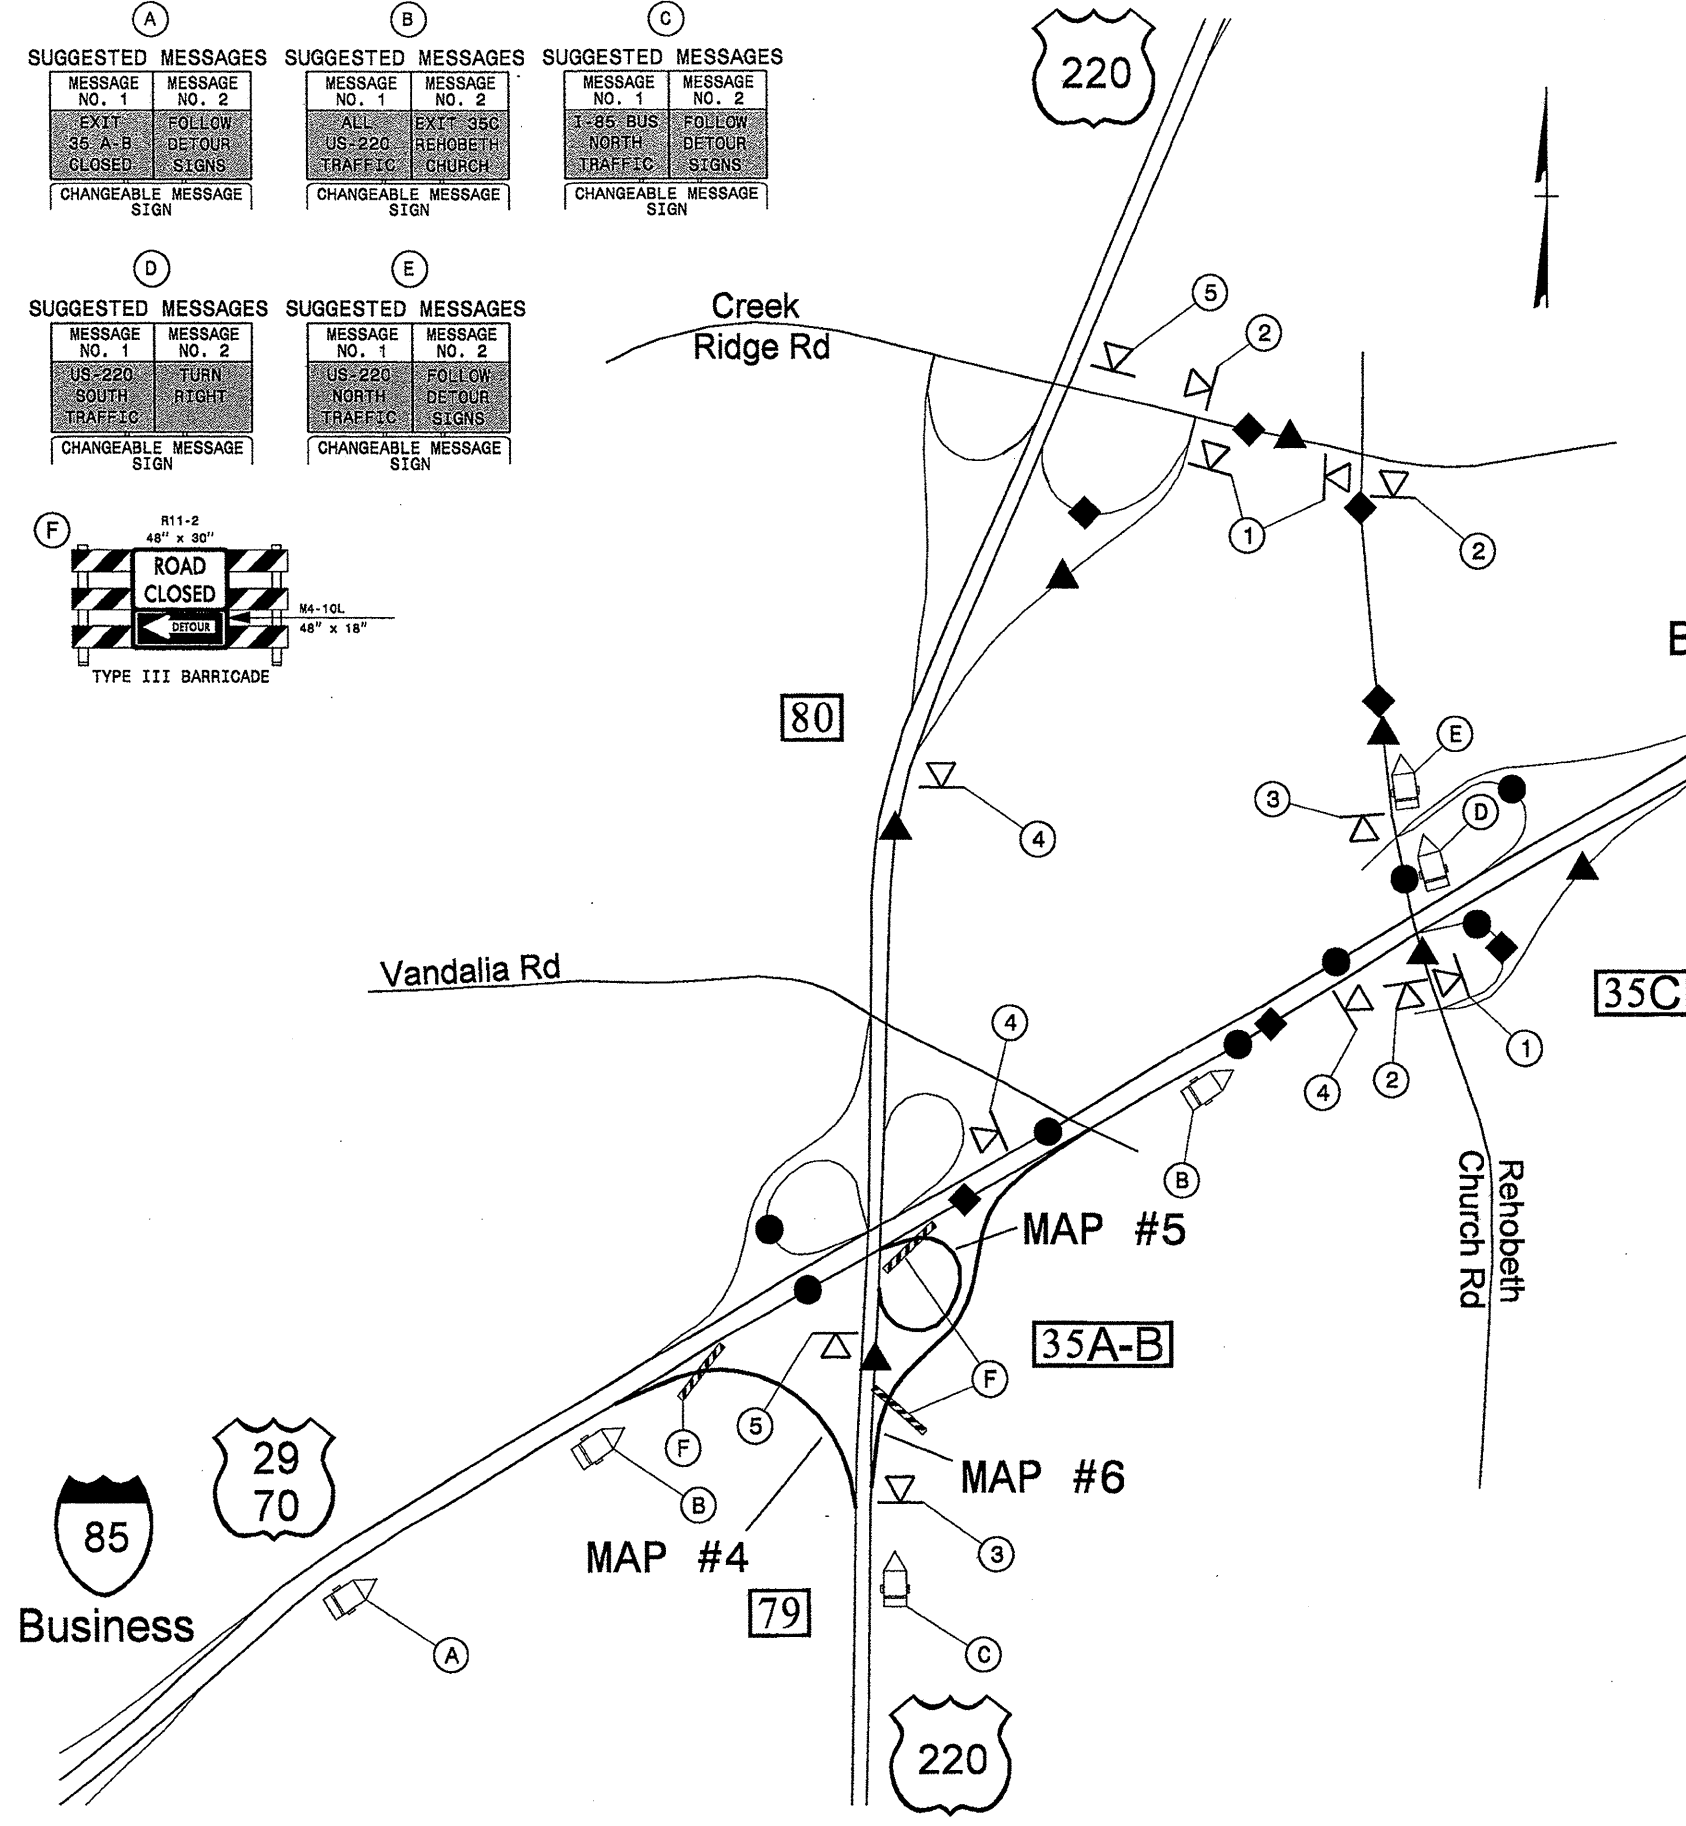 A
SUGGESTED MESSAGES
MESSAGE NO. 1
MESSAGE NO. 2
EXIT
35 A-B
CLOSED
FOLLOW
DETOUR
SIGNS
CHANGEABLE MESSAGE
SIGN
B
SUGGESTED MESSAGES
MESSAGE NO. 1
MESSAGE NO. 2
ALL
US-220
TRAFFIC
EXIT 35C
REHOBETH
CHURCH
CHANGEABLE MESSAGE
SIGN
C
SUGGESTED MESSAGES
MESSAGE NO. 1
MESSAGE NO. 2
I-85 BUS
NORTH
TRAFFIC
FOLLOW
DETOUR
SIGNS
CHANGEABLE MESSAGE
SIGN
D
SUGGESTED MESSAGES
MESSAGE NO. 1
MESSAGE NO. 2
US-220
SOUTH
TRAFFIC
TURN
RIGHT
CHANGEABLE MESSAGE
SIGN
E
SUGGESTED MESSAGES
MESSAGE NO. 1
MESSAGE NO. 2
US-220
NORTH
TRAFFIC
FOLLOW
DETOUR
SIGNS
CHANGEABLE MESSAGE
SIGN
F
R11-2
48" x 30"
ROAD
CLOSED
DETOUR
M4-10L
48" x 18"
TYPE III BARRICADE
220
Creek
Ridge Rd
5
2
1
2
B
80
E
3
D
4
Vandalia Rd
35C
4
1
4
2
B
Rehobeth
Church Rd
MAP #5
35A-B
F
5
F
MAP #6
B
MAP #4
3
29
70
85
Business
79
A
C
220